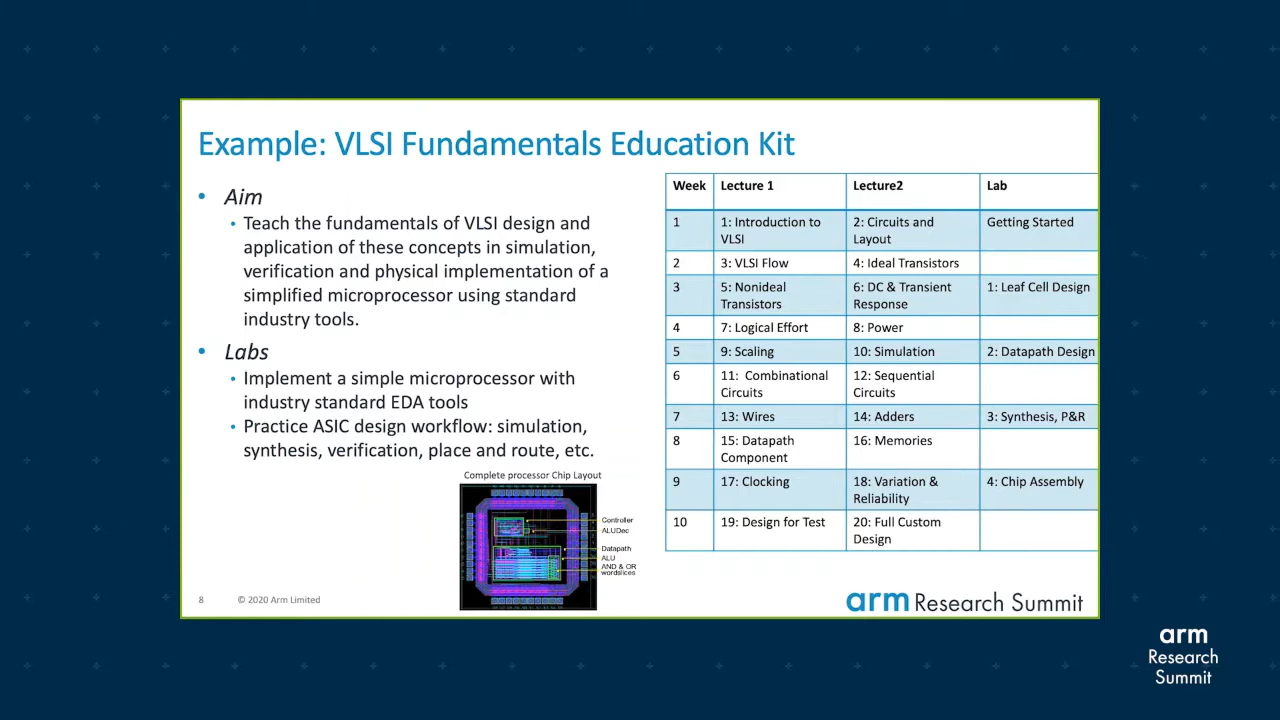 Example: VLSI Fundamentals Education Kit
• Aim
• Teach the fundamentals of VLSI design and
application of these concepts in simulation,
verification and physical implementation of a
simplified microprocessor using standard
industry tools.
• Labs
• Implement a simple microprocessor with
industry standard EDA tools
• Practice ASIC design workflow: simulation,
synthesis, verification, place and route, etc.
Complete processor Chip Layout
Controller
ALUDec
Datapath
ALU
AND & OR
wordslices
Week Lecture 1 Lecture2 Lab
1 1: Introduction to VLSI 2: Circuits and Layout Getting Started
2 3: VLSI Flow 4: Ideal Transistors
3 5: Nonideal Transistors 6: DC & Transient Response 1: Leaf Cell Design
4 7: Logical Effort 8: Power
5 9: Scaling 10: Simulation 2: Datapath Design
6 11: Combinational Circuits 12: Sequential Circuits
7 13: Wires 14: Adders 3: Synthesis, P&R
8 15: Datapath Component 16: Memories
9 17: Clocking 18: Variation & Reliability 4: Chip Assembly
10 19: Design for Test 20: Full Custom Design
8 © 2020 Arm Limited
arm Research Summit
arm
Research
Summit